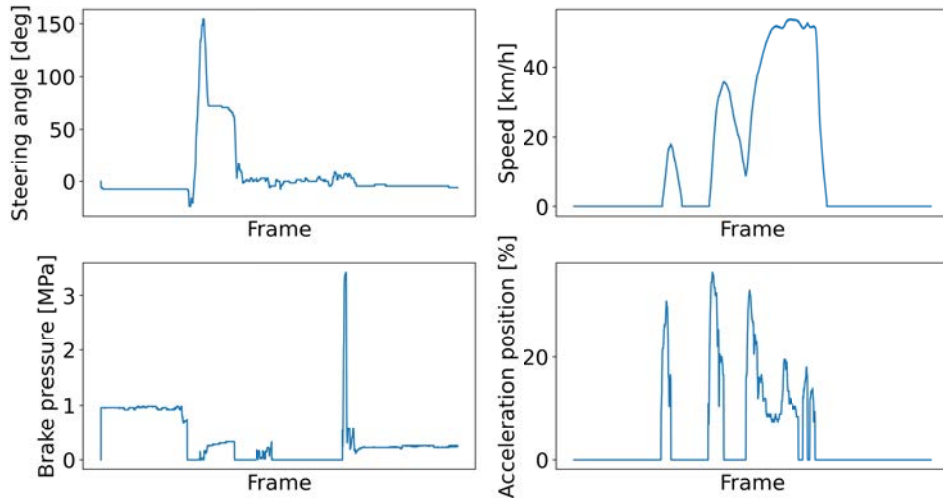 Steering angle [deg]
150
100
50
0
Frame
Speed [km/h]
40
20
0
Frame
Brake pressure [MPa]
3
2
1
0
Frame
Acceleration position [%]
20
0
Frame